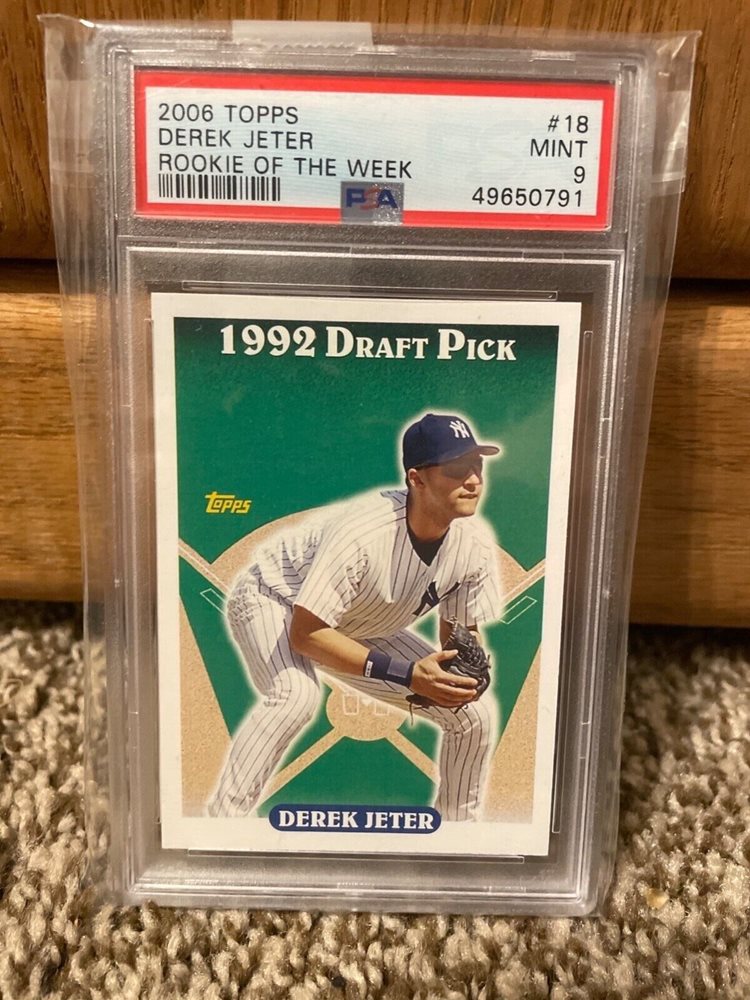 2006 TOPPS #18
DEREK JETER MINT
ROOKIE OF THE WEEK 9
PSA 49650791
1992 DRAFT PICK
NY
topps
DEREK JETER